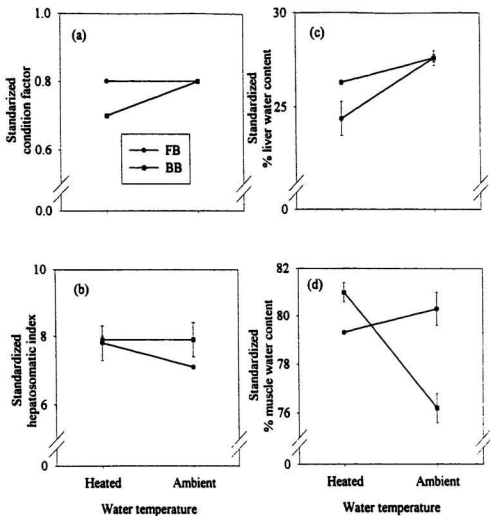 (a)
Standarized
condition factor
1.0
0.8
0.6
0.0
FB
BB
(c)
Standardized
% liver water content
30
25
0
(b)
Standardized
hepatosomatic index
10
8
6
0
Heated
Ambient
Water temperature
(d)
Standardized
% muscle water content
82
80
78
76
0
Heated
Ambient
Water temperature